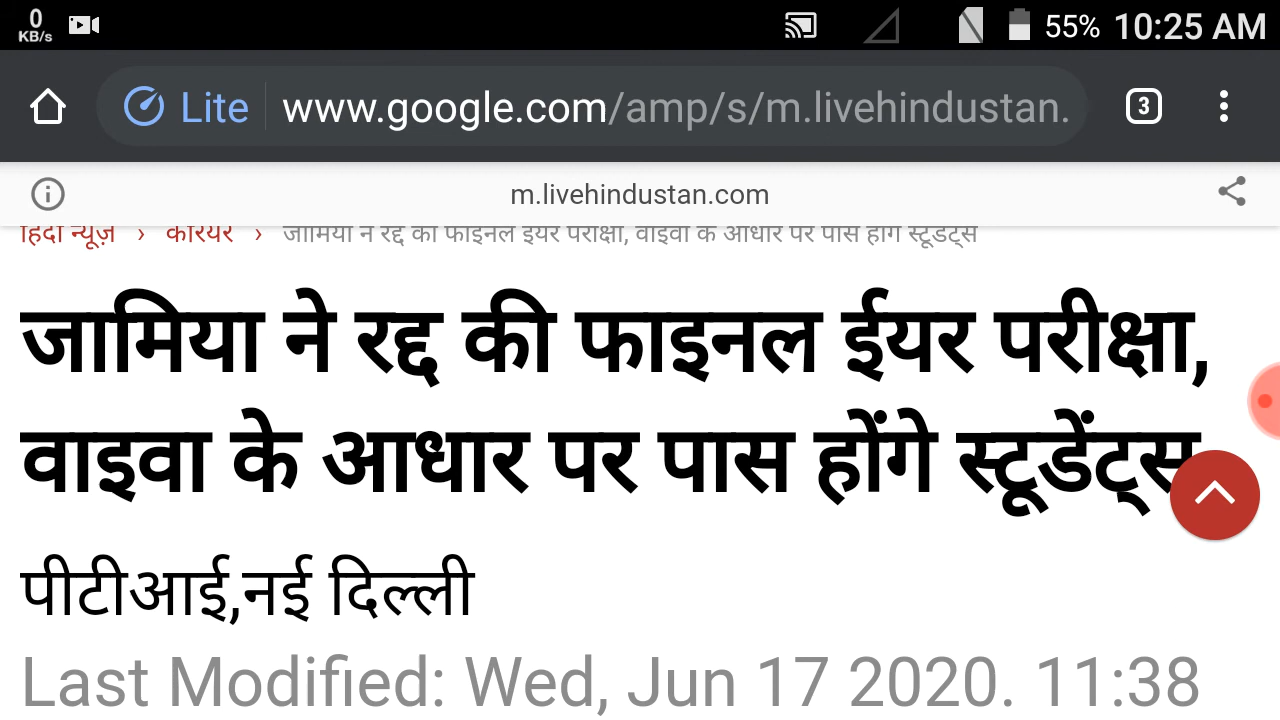 0
KB/s
55% 10:25 AM
Lite www.google.com/amp/s/m.livehindustan.
3
m.livehindustan.com
हिंदी न्यूज़ › करियर › जामिया ने रद्द की फाइनल ईयर परीक्षा, वाइवा के आधार पर पास होंगे स्टूडेंट्स
जामिया ने रद्द की फाइनल ईयर परीक्षा,
वाइवा के आधार पर पास होंगे स्टूडेंट्स
पीटीआई,नई दिल्ली
Last Modified: Wed, Jun 17 2020. 11:38